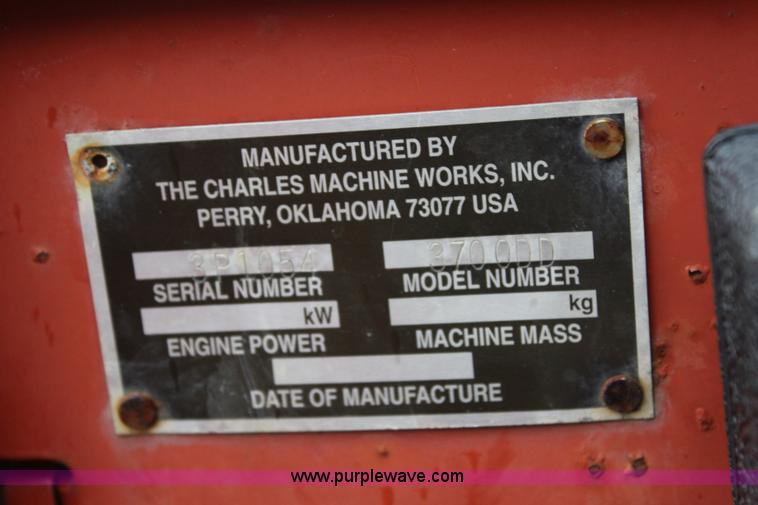 MANUFACTURED BY
THE CHARLES MACHINE WORKS, INC.
PERRY, OKLAHOMA 73077 USA
3P1054 3700DD
SERIAL NUMBER MODEL NUMBER
kW kg
ENGINE POWER MACHINE MASS
DATE OF MANUFACTURE
www.purplewave.com